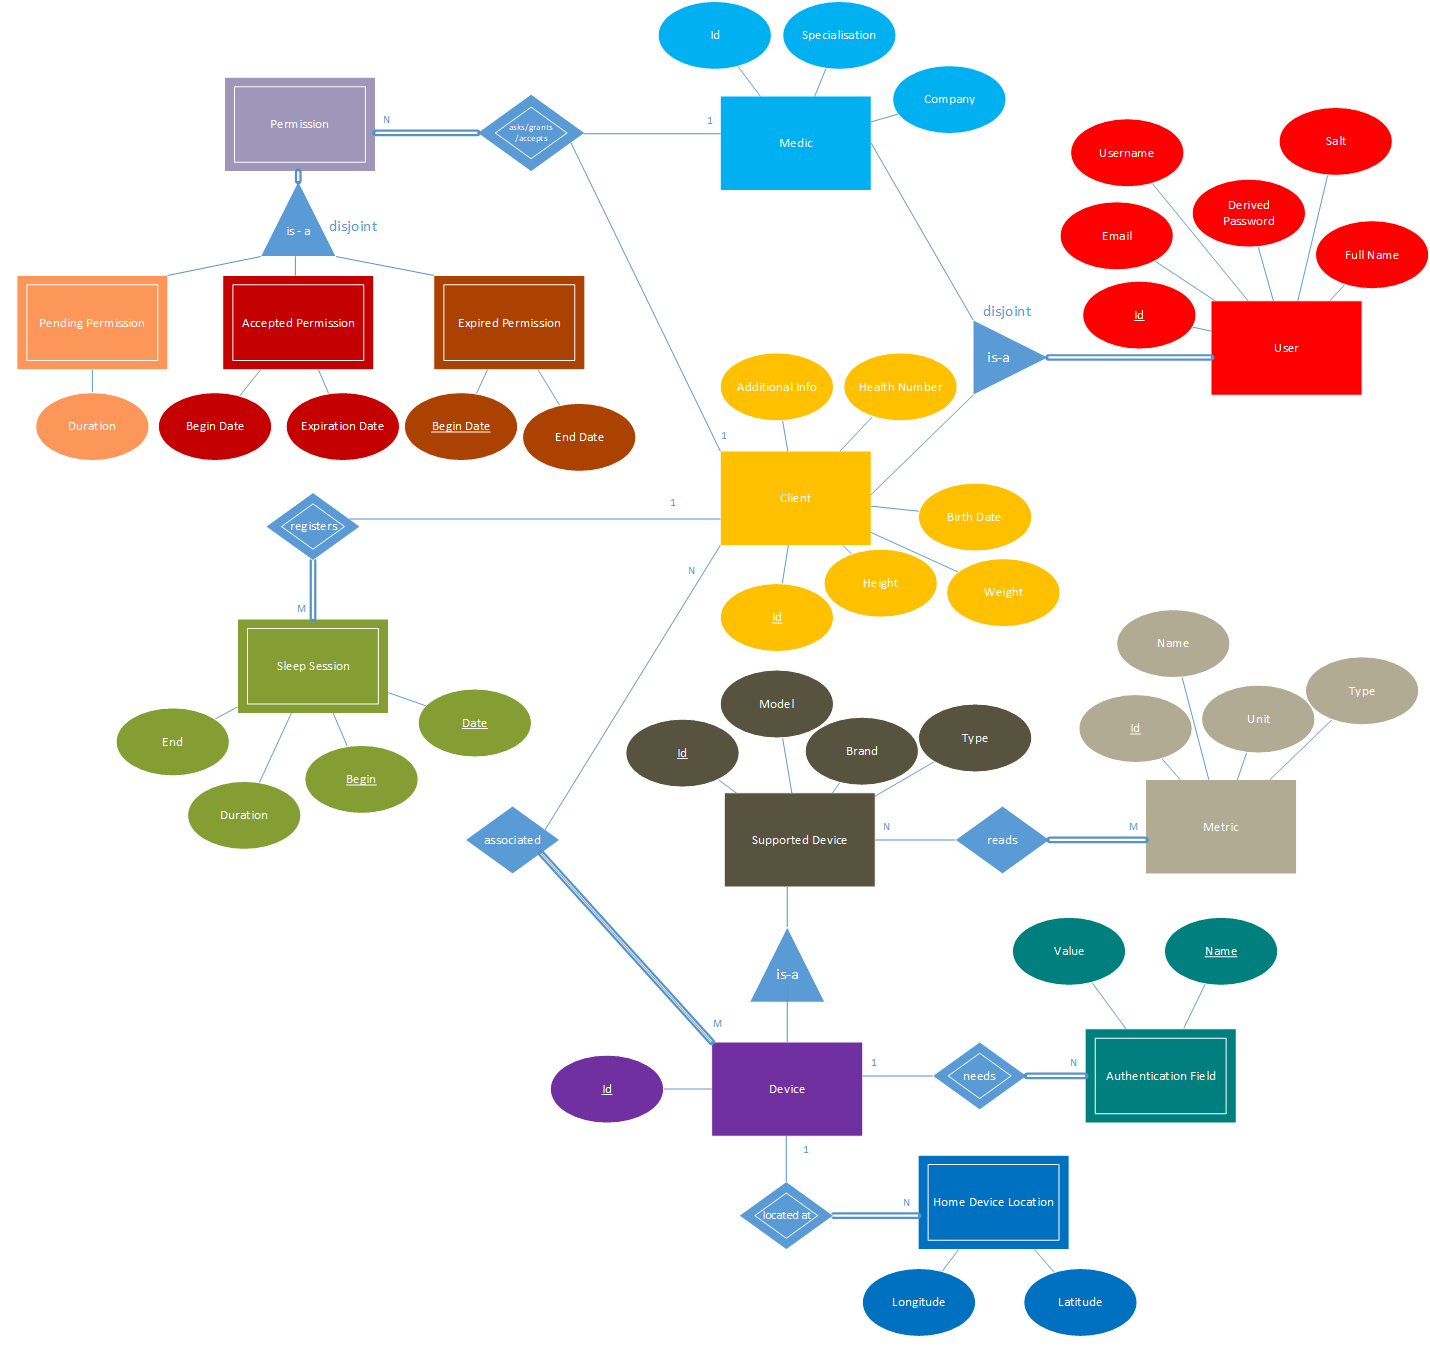 Id
Specialisation
Company
Permission
N
asks/grants
/accepts
1
Medic
Username
Salt
Derived
Password
Email
Full Name
Id
User
is - a
disjoint
disjoint
is-a
Pending Permission
Accepted Permission
Expired Permission
Duration
Begin Date
Expiration Date
Begin Date
End Date
Additional Info
Health Number
1
Client
Birth Date
Height
Weight
Id
registers
1
N
M
Sleep Session
End
Duration
Begin
Date
Model
Id
Brand
Type
Name
Id
Unit
Type
associated
Supported Device
N
reads
M
Metric
is-a
Value
Name
M
Id
Device
1
needs
N
Authentication Field
1
located at
N
Home Device Location
Longitude
Latitude